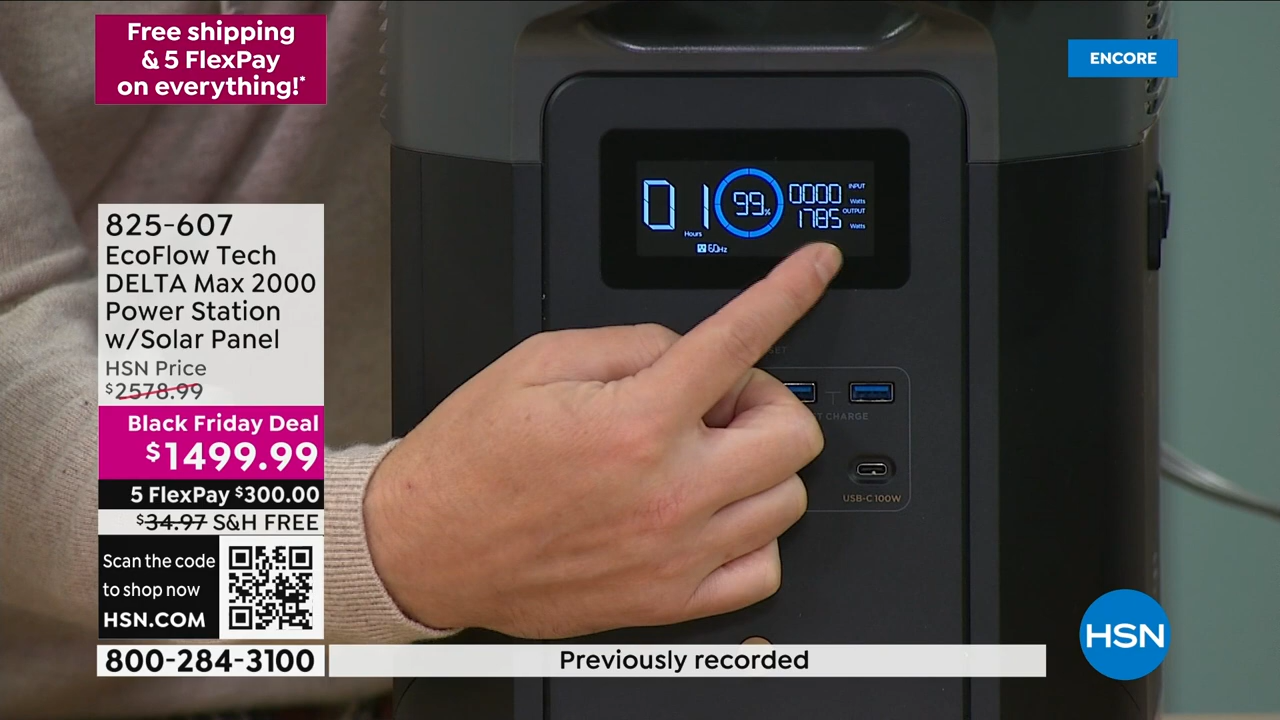 Free shipping
& 5 FlexPay
on everything!*
ENCORE
825-607
EcoFlow Tech
DELTA Max 2000
Power Station
w/Solar Panel
HSN Price
$2578.99
Black Friday Deal
$1499.99
5 FlexPay $300.00
$34.97 S&H FREE
Scan the code
to shop now
HSN.COM
800-284-3100
Previously recorded
HSN
01
Hours
99%
0000
INPUT
Watts
1785
OUTPUT
Watts
60Hz
CHARGE
USB-C 100W